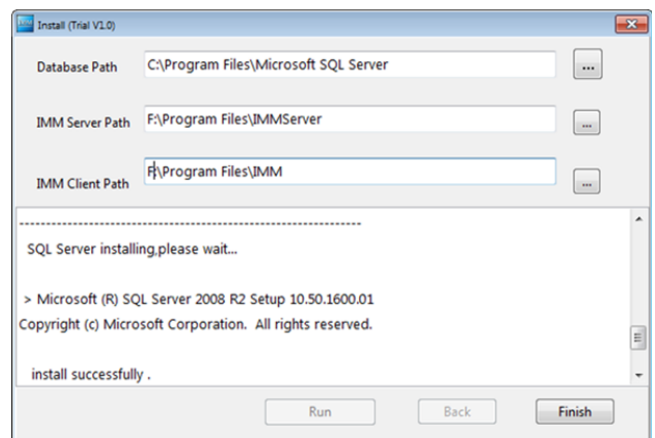 Install (Trial V1.0)
Database Path C:\Program Files\Microsoft SQL Server ...
IMM Server Path F:\Program Files\IMMServer ...
IMM Client Path F:\Program Files\IMM ...
------------------------------------------------------------------
SQL Server installing,please wait...
> Microsoft (R) SQL Server 2008 R2 Setup 10.50.1600.01
Copyright (c) Microsoft Corporation. All rights reserved.
install successfully .
Run Back Finish